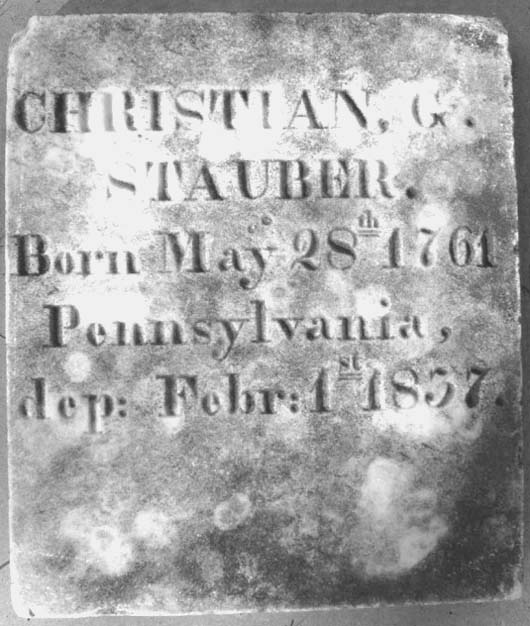 CHRISTIAN, G.
STAUBER.
Born May 28th 1761
Pennsylvania,
dep: Febr: 1st 1837.